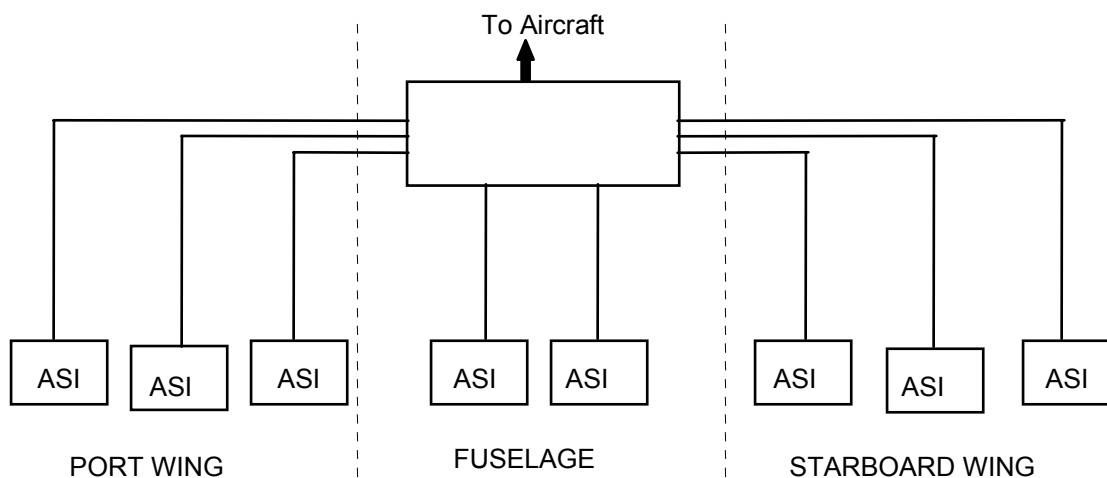 To Aircraft
ASI
ASI
ASI
ASI
ASI
ASI
ASI
ASI
PORT WING
FUSELAGE
STARBOARD WING